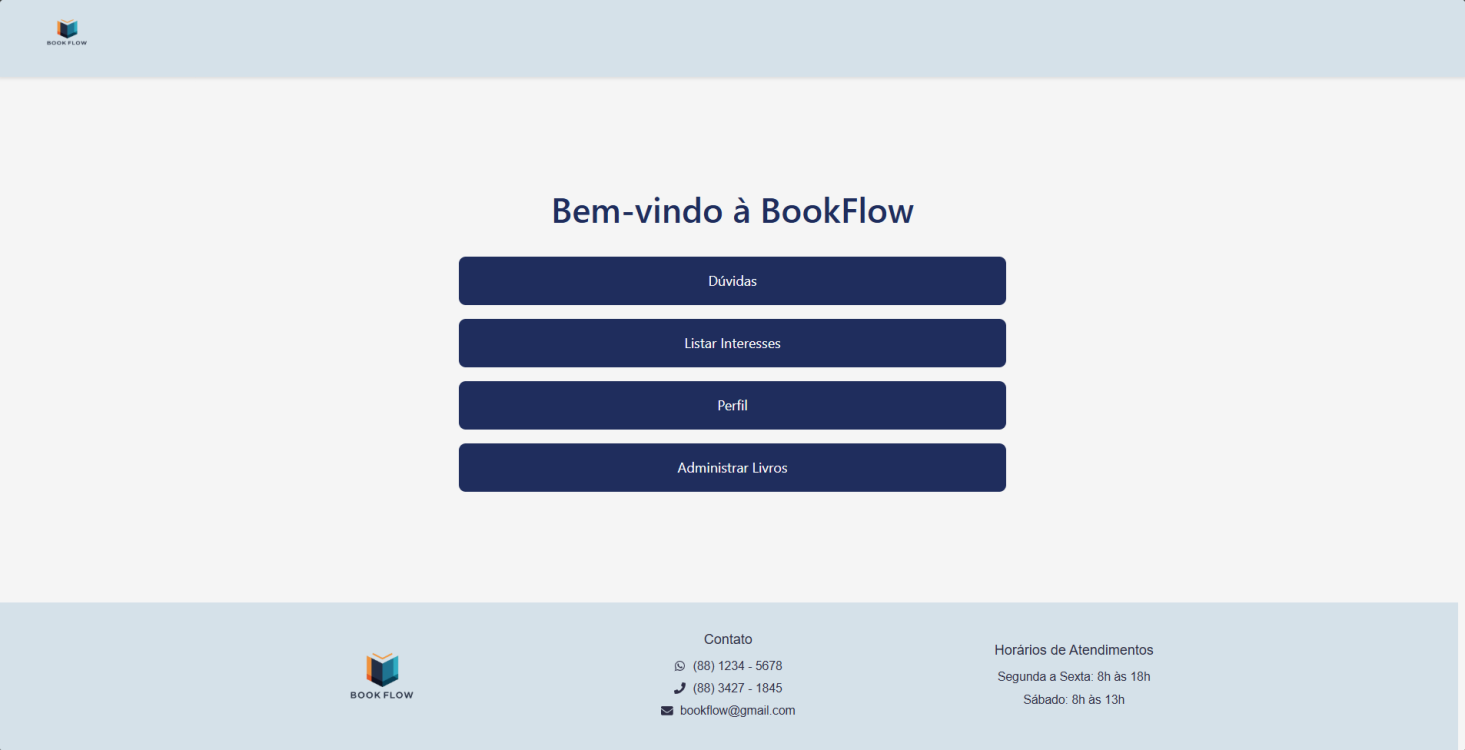 BOOK FLOW
Bem-vindo à BookFlow
Dúvidas
Listar Interesses
Perfil
Administrar Livros
BOOK FLOW
Contato
(88) 1234 - 5678
(88) 3427 - 1845
bookflow@gmail.com
Horários de Atendimentos
Segunda a Sexta: 8h às 18h
Sábado: 8h às 13h